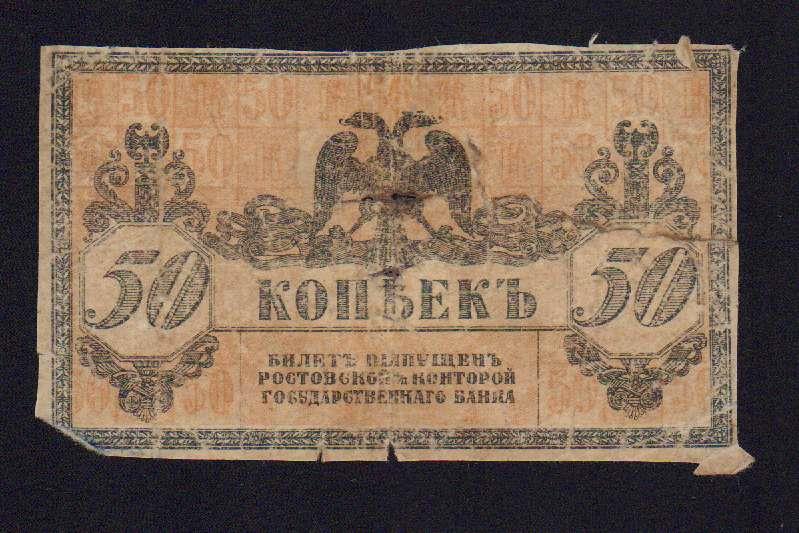 50 КОПѢЕКЪ 50
БИЛЕТЪ ВЫПУЩЕНЪ
РОСТОВСКОЙ н/д КОНТОРОЙ
ГОСУДАРСТВЕННАГО БАНКА